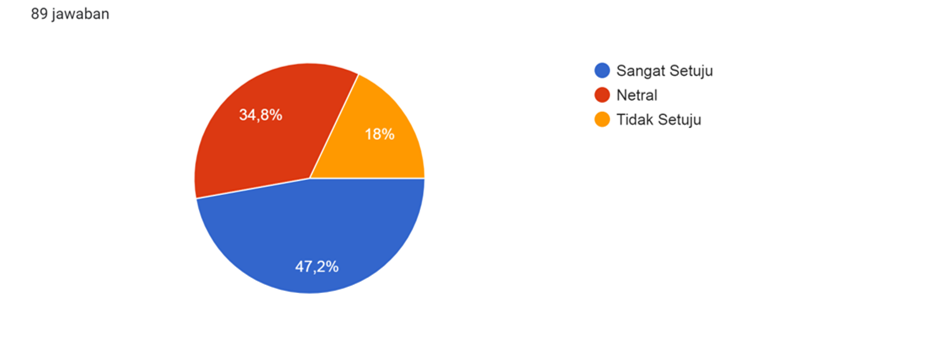 89 jawaban
Sangat Setuju
Netral
Tidak Setuju
34,8%
18%
47,2%